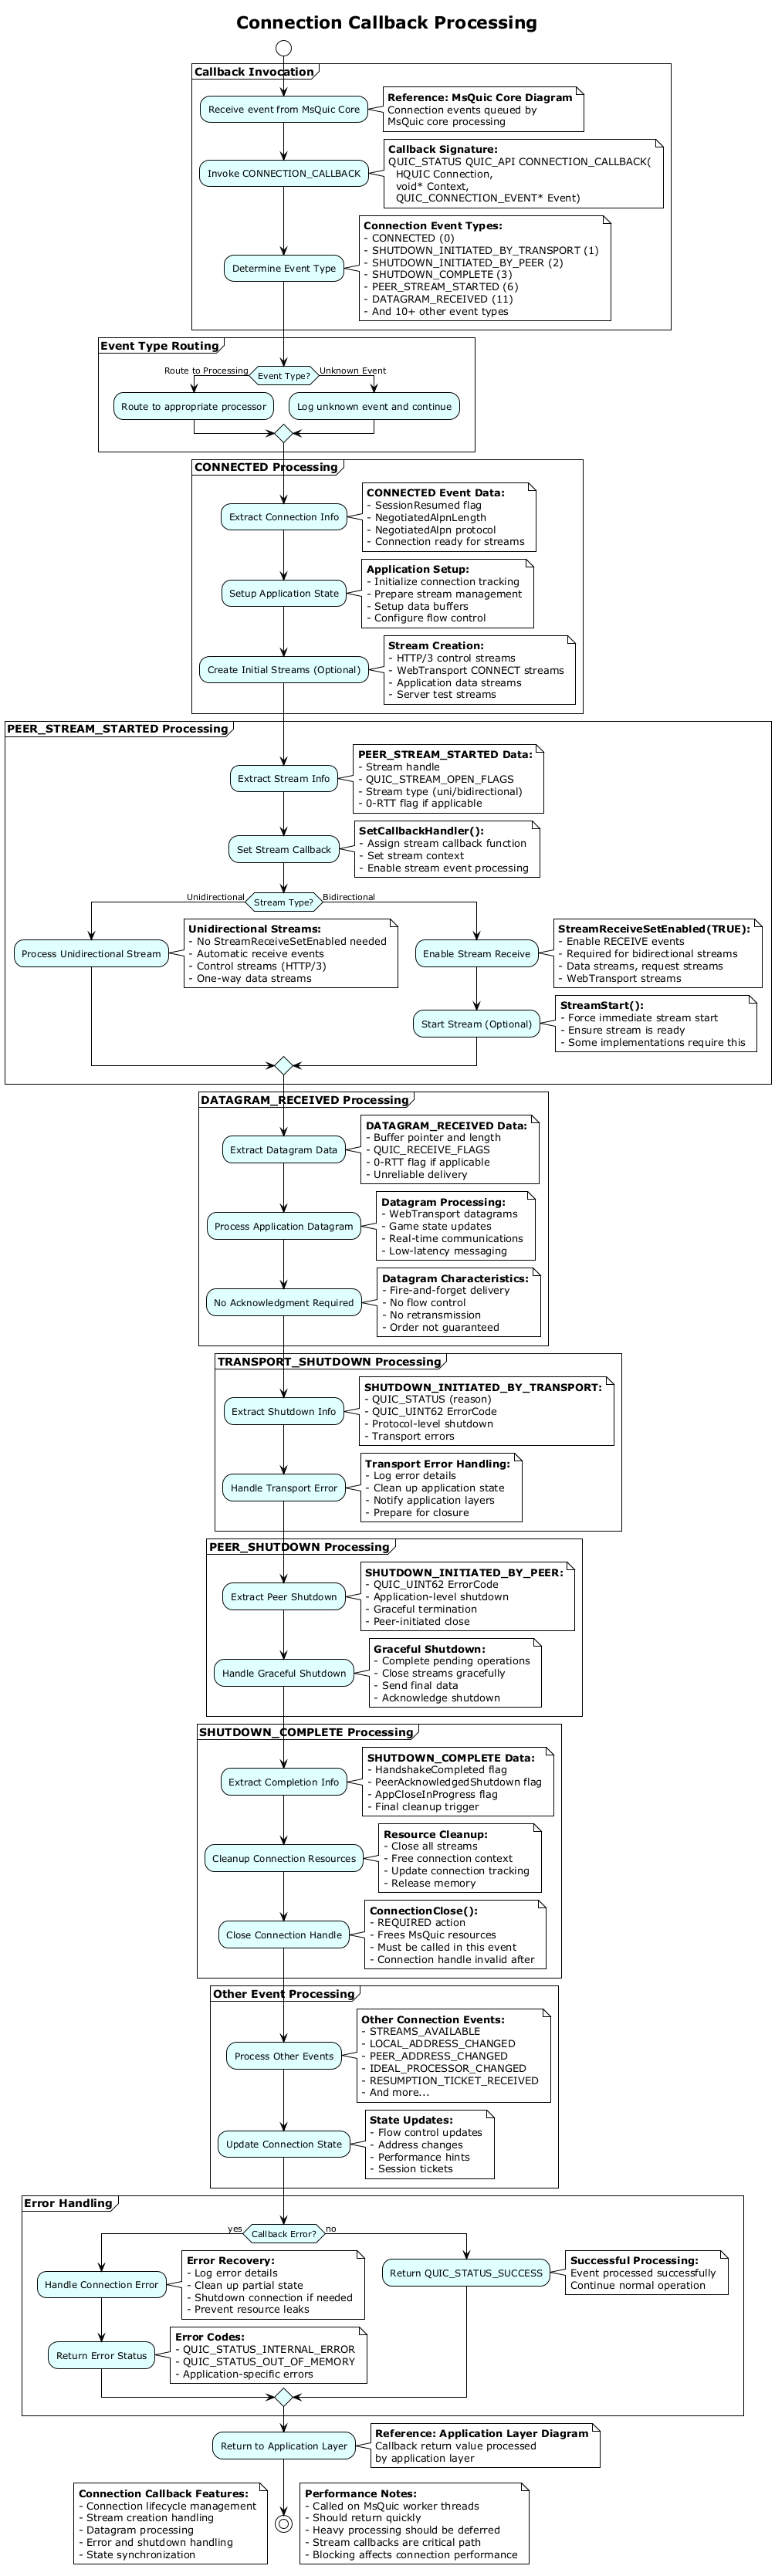 Connection Callback Processing
Callback Invocation
Receive event from MsQuic Core
Reference: MsQuic Core Diagram
Connection events queued by
MsQuic core processing
Invoke CONNECTION_CALLBACK
Callback Signature:
QUIC_STATUS QUIC_API CONNECTION_CALLBACK(
HQUIC Connection,
void* Context,
QUIC_CONNECTION_EVENT* Event)
Determine Event Type
Connection Event Types:
- CONNECTED (0)
- SHUTDOWN_INITIATED_BY_TRANSPORT (1)
- SHUTDOWN_INITIATED_BY_PEER (2)
- SHUTDOWN_COMPLETE (3)
- PEER_STREAM_STARTED (6)
- DATAGRAM_RECEIVED (11)
- And 10+ other event types
Event Type Routing
Route to Processing
Event Type?
Unknown Event
Route to appropriate processor
Log unknown event and continue
CONNECTED Processing
Extract Connection Info
CONNECTED Event Data:
- SessionResumed flag
- NegotiatedAlpnLength
- NegotiatedAlpn protocol
- Connection ready for streams
Setup Application State
Application Setup:
- Initialize connection tracking
- Prepare stream management
- Setup data buffers
- Configure flow control
Create Initial Streams (Optional)
Stream Creation:
- HTTP/3 control streams
- WebTransport CONNECT streams
- Application data streams
- Server test streams
PEER_STREAM_STARTED Processing
Extract Stream Info
PEER_STREAM_STARTED Data:
- Stream handle
- QUIC_STREAM_OPEN_FLAGS
- Stream type (uni/bidirectional)
- 0-RTT flag if applicable
Set Stream Callback
SetCallbackHandler():
- Assign stream callback function
- Set stream context
- Enable stream event processing
Unidirectional
Stream Type?
Bidirectional
Process Unidirectional Stream
Unidirectional Streams:
- No StreamReceiveSetEnabled needed
- Automatic receive events
- Control streams (HTTP/3)
- One-way data streams
Enable Stream Receive
StreamReceiveSetEnabled(TRUE):
- Enable RECEIVE events
- Required for bidirectional streams
- Data streams, request streams
- WebTransport streams
Start Stream (Optional)
StreamStart():
- Force immediate stream start
- Ensure stream is ready
- Some implementations require this
DATAGRAM_RECEIVED Processing
Extract Datagram Data
DATAGRAM_RECEIVED Data:
- Buffer pointer and length
- QUIC_RECEIVE_FLAGS
- 0-RTT flag if applicable
- Unreliable delivery
Process Application Datagram
Datagram Processing:
- WebTransport datagrams
- Game state updates
- Real-time communications
- Low-latency messaging
No Acknowledgment Required
Datagram Characteristics:
- Fire-and-forget delivery
- No flow control
- No retransmission
- Order not guaranteed
TRANSPORT_SHUTDOWN Processing
Extract Shutdown Info
SHUTDOWN_INITIATED_BY_TRANSPORT:
- QUIC_STATUS (reason)
- QUIC_UINT62 ErrorCode
- Protocol-level shutdown
- Transport errors
Handle Transport Error
Transport Error Handling:
- Log error details
- Clean up application state
- Notify application layers
- Prepare for closure
PEER_SHUTDOWN Processing
Extract Peer Shutdown
SHUTDOWN_INITIATED_BY_PEER:
- QUIC_UINT62 ErrorCode
- Application-level shutdown
- Graceful termination
- Peer-initiated close
Handle Graceful Shutdown
Graceful Shutdown:
- Complete pending operations
- Close streams gracefully
- Send final data
- Acknowledge shutdown
SHUTDOWN_COMPLETE Processing
Extract Completion Info
SHUTDOWN_COMPLETE Data:
- HandshakeCompleted flag
- PeerAcknowledgedShutdown flag
- AppCloseInProgress flag
- Final cleanup trigger
Cleanup Connection Resources
Resource Cleanup:
- Close all streams
- Free connection context
- Update connection tracking
- Release memory
Close Connection Handle
ConnectionClose():
- REQUIRED action
- Frees MsQuic resources
- Must be called in this event
- Connection handle invalid after
Other Event Processing
Process Other Events
Other Connection Events:
- STREAMS_AVAILABLE
- LOCAL_ADDRESS_CHANGED
- PEER_ADDRESS_CHANGED
- IDEAL_PROCESSOR_CHANGED
- RESUMPTION_TICKET_RECEIVED
- And more...
Update Connection State
State Updates:
- Flow control updates
- Address changes
- Performance hints
- Session tickets
Error Handling
yes
Callback Error?
no
Handle Connection Error
Error Recovery:
- Log error details
- Clean up partial state
- Shutdown connection if needed
- Prevent resource leaks
Return QUIC_STATUS_SUCCESS
Successful Processing:
Event processed successfully
Continue normal operation
Return Error Status
Error Codes:
- QUIC_STATUS_INTERNAL_ERROR
- QUIC_STATUS_OUT_OF_MEMORY
- Application-specific errors
Return to Application Layer
Reference: Application Layer Diagram
Callback return value processed
by application layer
Connection Callback Features:
- Connection lifecycle management
- Stream creation handling
- Datagram processing
- Error and shutdown handling
- State synchronization
Performance Notes:
- Called on MsQuic worker threads
- Should return quickly
- Heavy processing should be deferred
- Stream callbacks are critical path
- Blocking affects connection performance